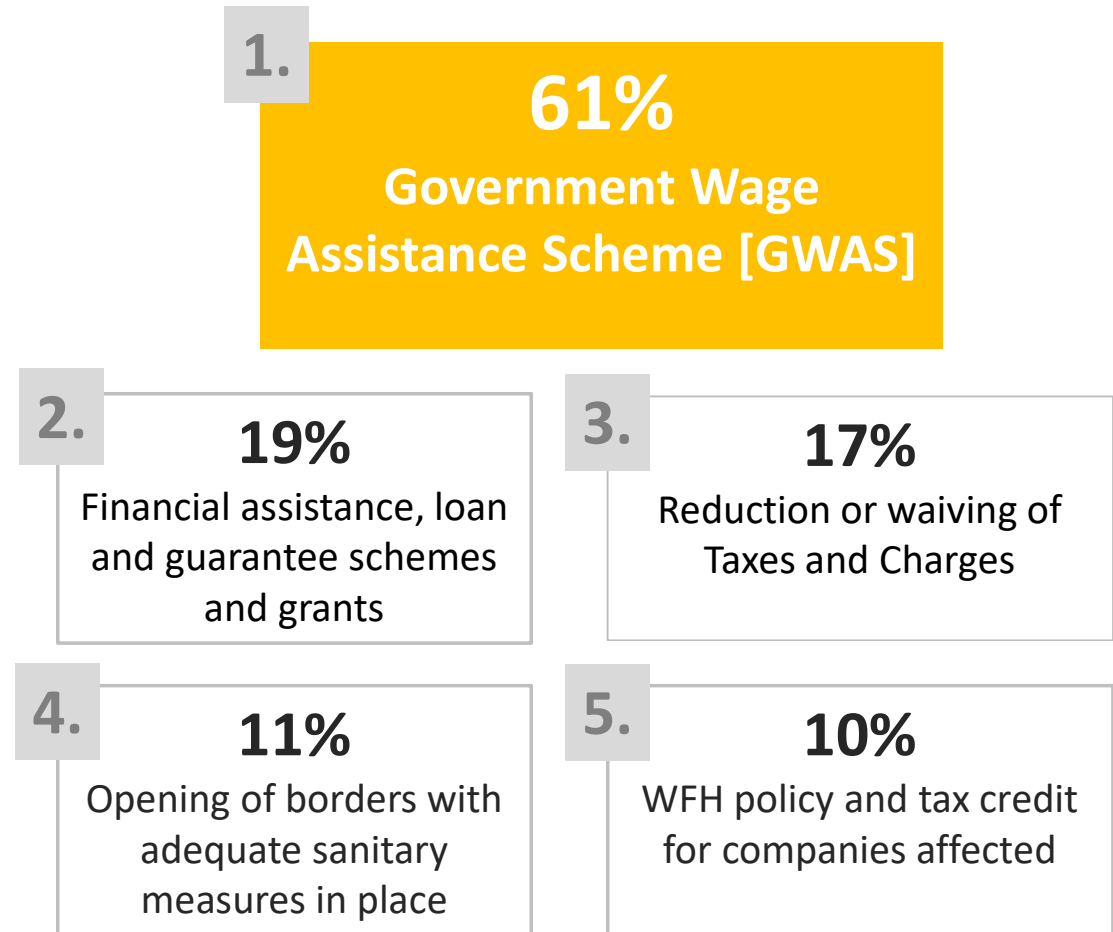 1.
61%
Government Wage
Assistance Scheme [GWAS]
2.
19%
Financial assistance, loan
and guarantee schemes
and grants
3.
17%
Reduction or waiving of
Taxes and Charges
4.
11%
Opening of borders with
adequate sanitary
measures in place
5.
10%
WFH policy and tax credit
for companies affected